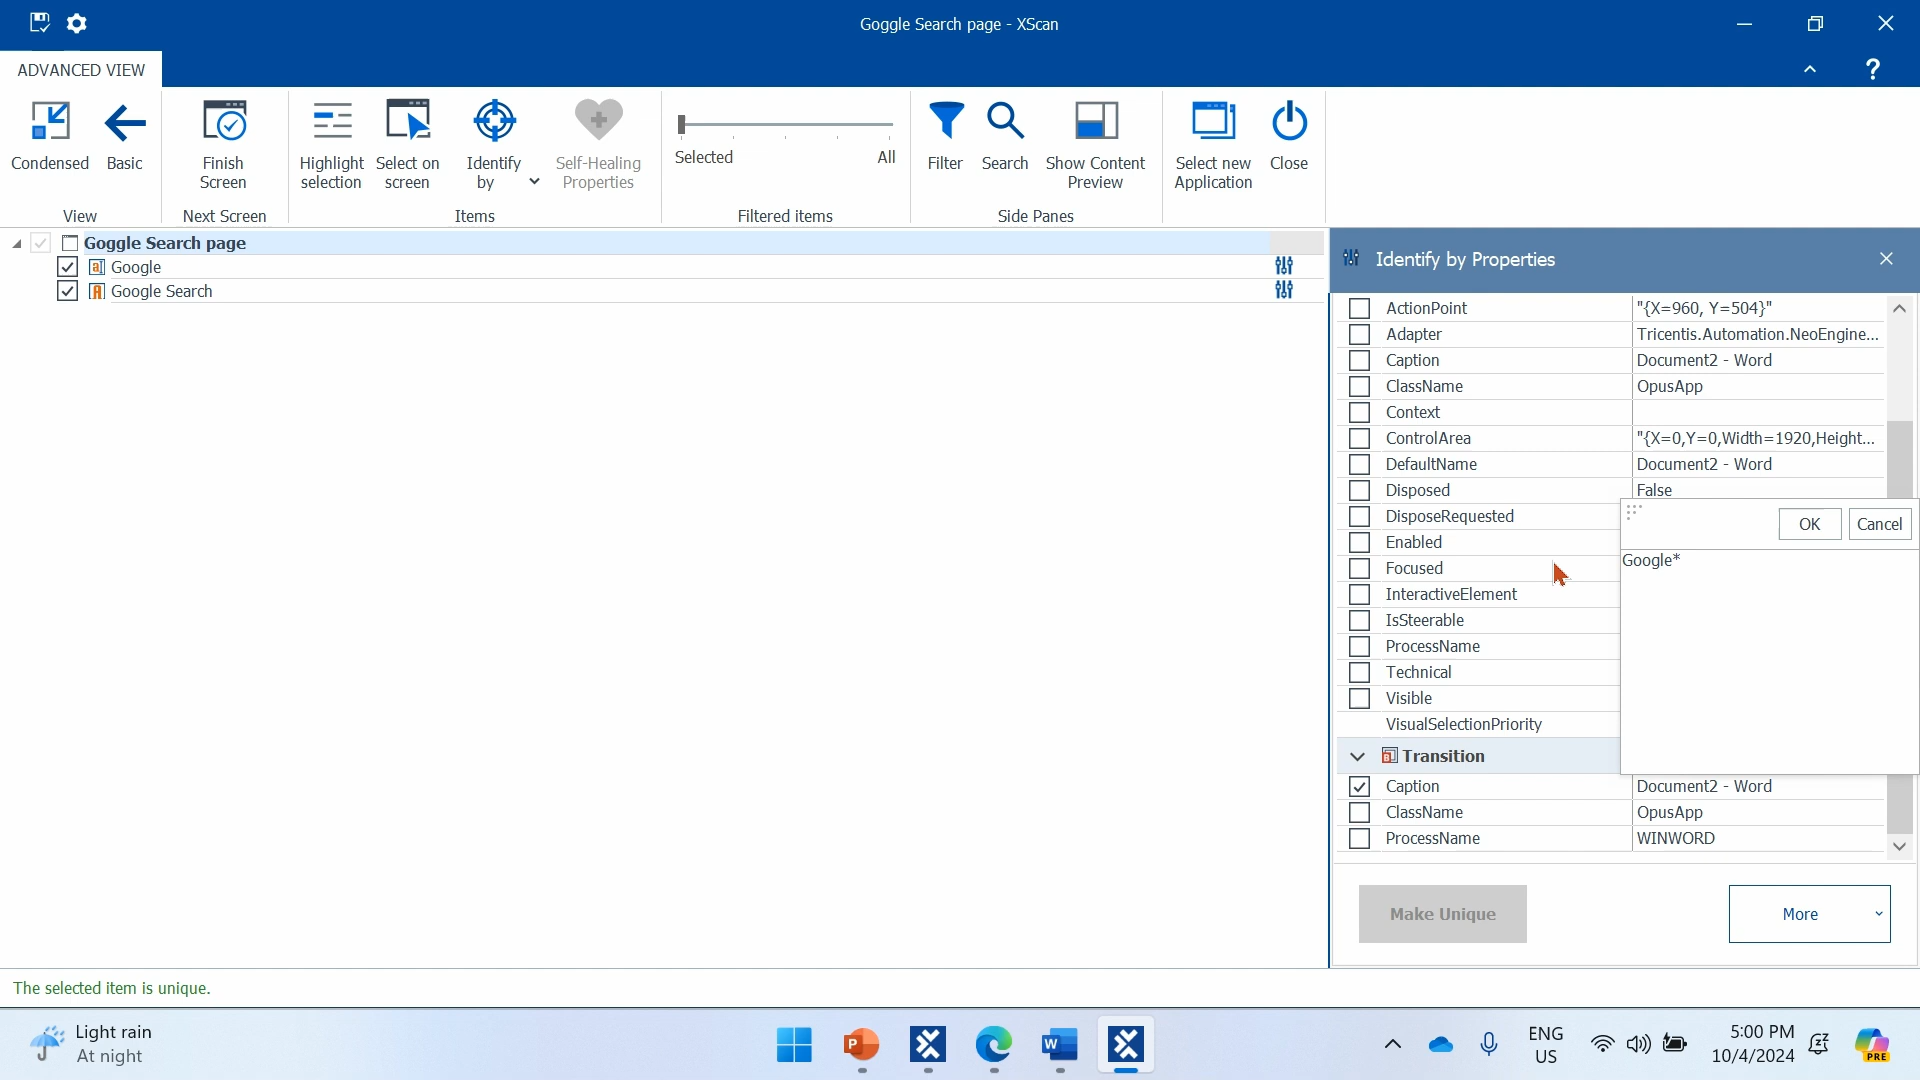 Goggle Search page - XScan
ADVANCED VIEW
?
Condensed
Basic
Finish
Screen
Highlight
selection
Select on
screen
Identify
by
Self-Healing
Properties
Selected
All
Filter
Search
Show Content
Preview
Select new
Application
Close
View
Next Screen
Items
Filtered items
Side Panes
Goggle Search page
Google
Google Search
Identify by Properties
ActionPoint "{X=960, Y=504}"
Adapter Tricentis.Automation.NeoEngine...
Caption Document2 - Word
ClassName OpusApp
Context
ControlArea "{X=0,Y=0,Width=1920,Height...
DefaultName Document2 - Word
Disposed False
DisposeRequested
Enabled
Focused
InteractiveElement
IsSteerable
ProcessName
Technical
Visible
VisualSelectionPriority
OK Cancel
Google*
Transition
Caption Document2 - Word
ClassName OpusApp
ProcessName WINWORD
Make Unique
More
The selected item is unique.
Light rain
At night
ENG
US
5:00 PM
10/4/2024
PRE